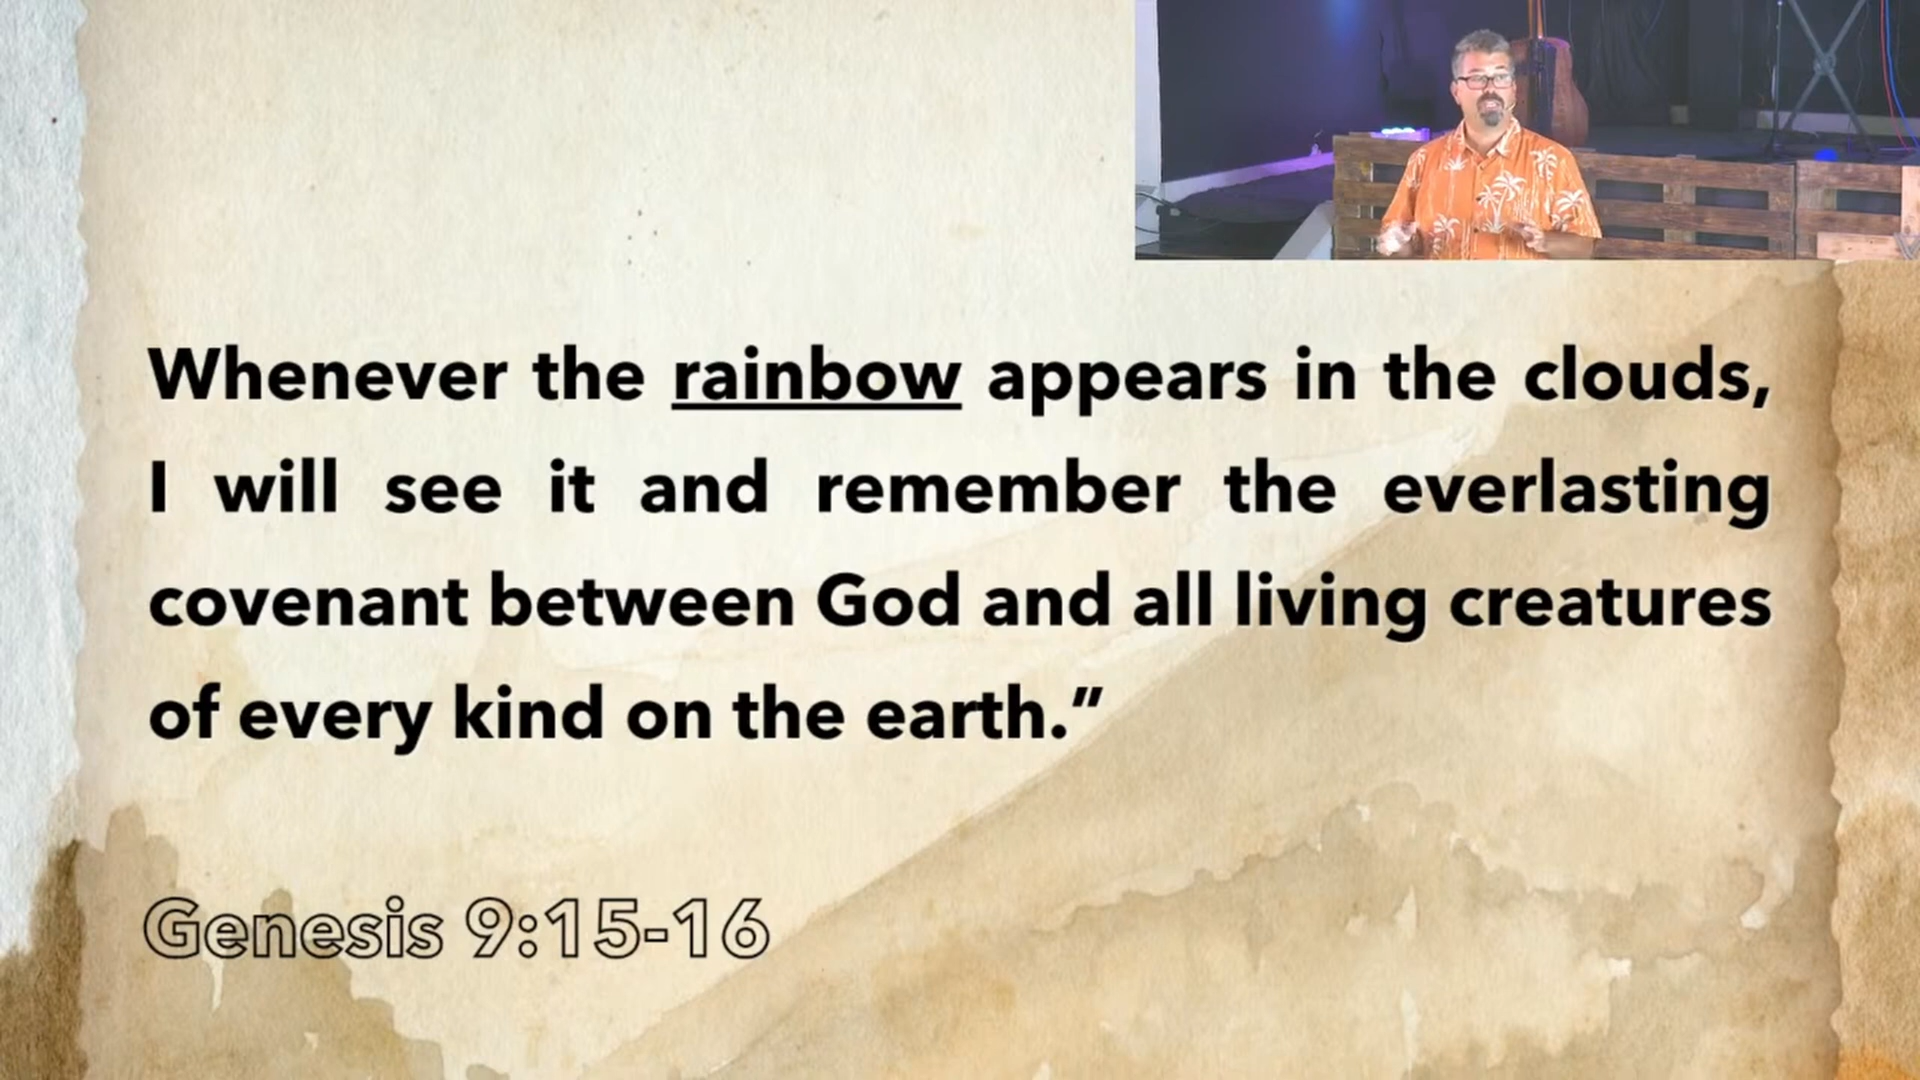 Whenever the rainbow appears in the clouds,
I will see it and remember the everlasting
covenant between God and all living creatures
of every kind on the earth.”
Genesis 9:15-16